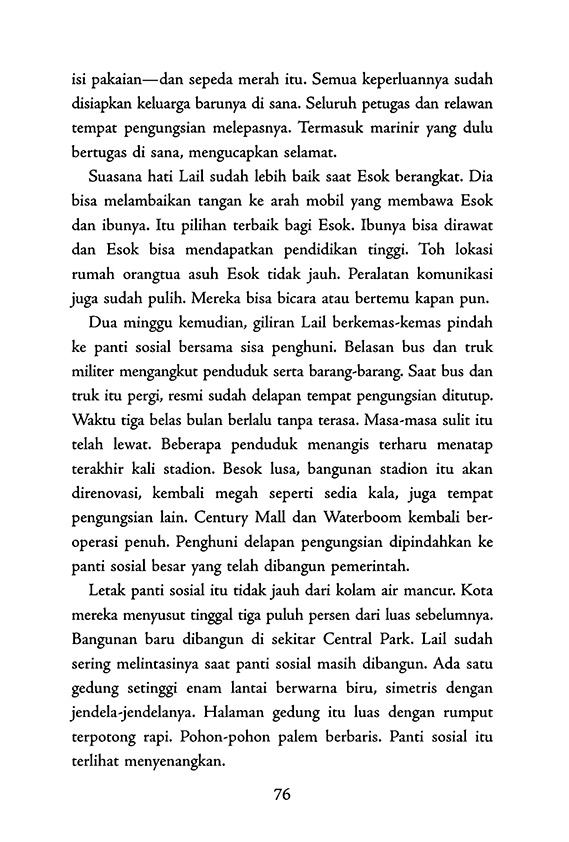 isi pakaian—dan sepeda merah itu. Semua keperluannya sudah
disiapkan keluarga barunya di sana. Seluruh petugas dan relawan
tempat pengungsian melepasnya. Termasuk marinir yang dulu
bertugas di sana, mengucapkan selamat.
Suasana hati Lail sudah lebih baik saat Esok berangkat. Dia
bisa melambaikan tangan ke arah mobil yang membawa Esok
dan ibunya. Itu pilihan terbaik bagi Esok. Ibunya bisa dirawat
dan Esok bisa mendapatkan pendidikan tinggi. Toh lokasi
rumah orangtua asuh Esok tidak jauh. Peralatan komunikasi
juga sudah pulih. Mereka bisa bicara atau bertemu kapan pun.
Dua minggu kemudian, giliran Lail berkemas-kemas pindah
ke panti sosial bersama sisa penghuni. Belasan bus dan truk
militer mengangkut penduduk serta barang-barang. Saat bus dan
truk itu pergi, resmi sudah delapan tempat pengungsian ditutup.
Waktu tiga belas bulan berlalu tanpa terasa. Masa-masa sulit itu
telah lewat. Beberapa penduduk menangis terharu menatap
terakhir kali stadion. Besok lusa, bangunan stadion itu akan
direnovasi, kembali megah seperti sedia kala, juga tempat
pengungsian lain. Century Mall dan Waterboom kembali ber-
operasi penuh. Penghuni delapan pengungsian dipindahkan ke
panti sosial besar yang telah dibangun pemerintah.
Letak panti sosial itu tidak jauh dari kolam air mancur. Kota
mereka menyusut tinggal tiga puluh persen dari luas sebelumnya.
Bangunan baru dibangun di sekitar Central Park. Lail sudah
sering melintasinya saat panti sosial masih dibangun. Ada satu
gedung setinggi enam lantai berwarna biru, simetris dengan
jendela-jendelanya. Halaman gedung itu luas dengan rumput
terpotong rapi. Pohon-pohon palem berbaris. Panti sosial itu
terlihat menyenangkan.
76